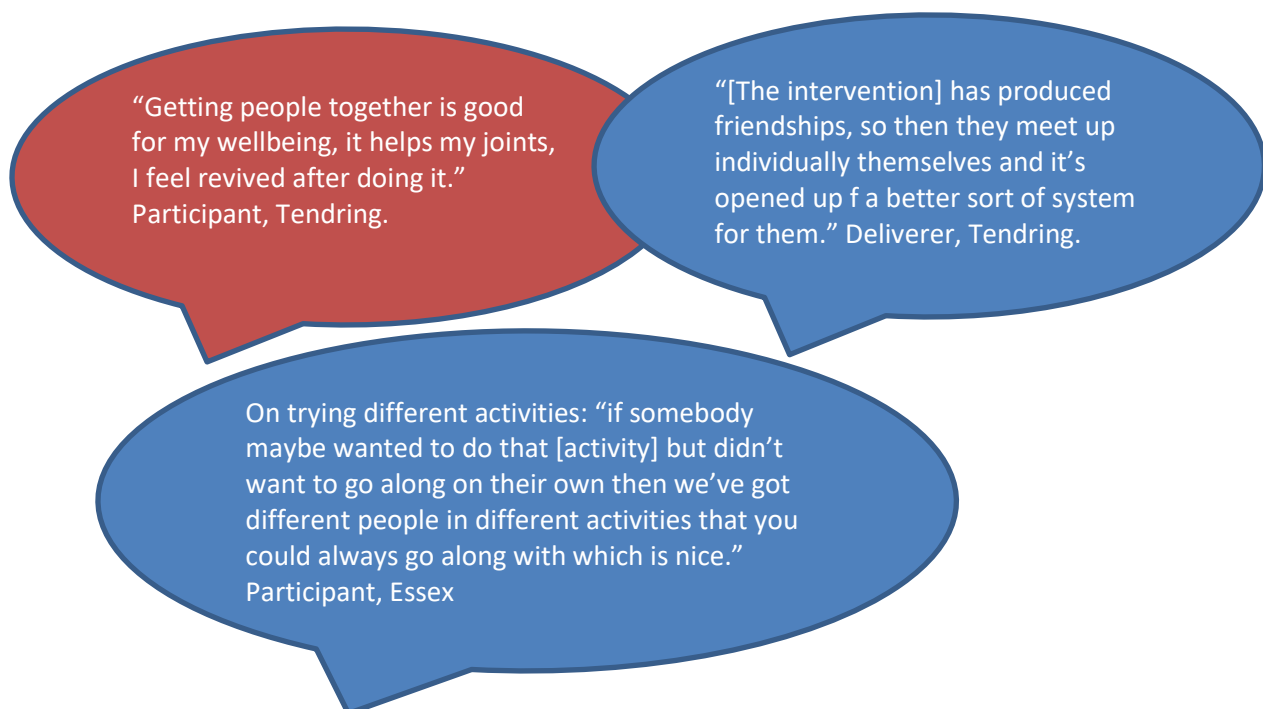 “Getting people together is good
for my wellbeing, it helps my joints,
I feel revived after doing it.”
Participant, Tendring.
“[The intervention] has produced
friendships, so then they meet up
individually themselves and it’s
opened up f a better sort of system
for them.” Deliverer, Tendring.
On trying different activities: “if somebody
maybe wanted to do that [activity] but didn’t
want to go along on their own then we’ve got
different people in different activities that you
could always go along with which is nice.”
Participant, Essex